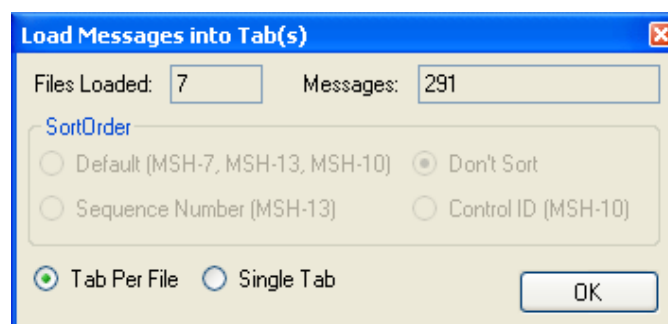 Load Messages into Tab(s)
Files Loaded: 7 Messages: 291
SortOrder
Default (MSH-7, MSH-13, MSH-10) Don't Sort
Sequence Number (MSH-13) Control ID (MSH-10)
Tab Per File Single Tab
OK